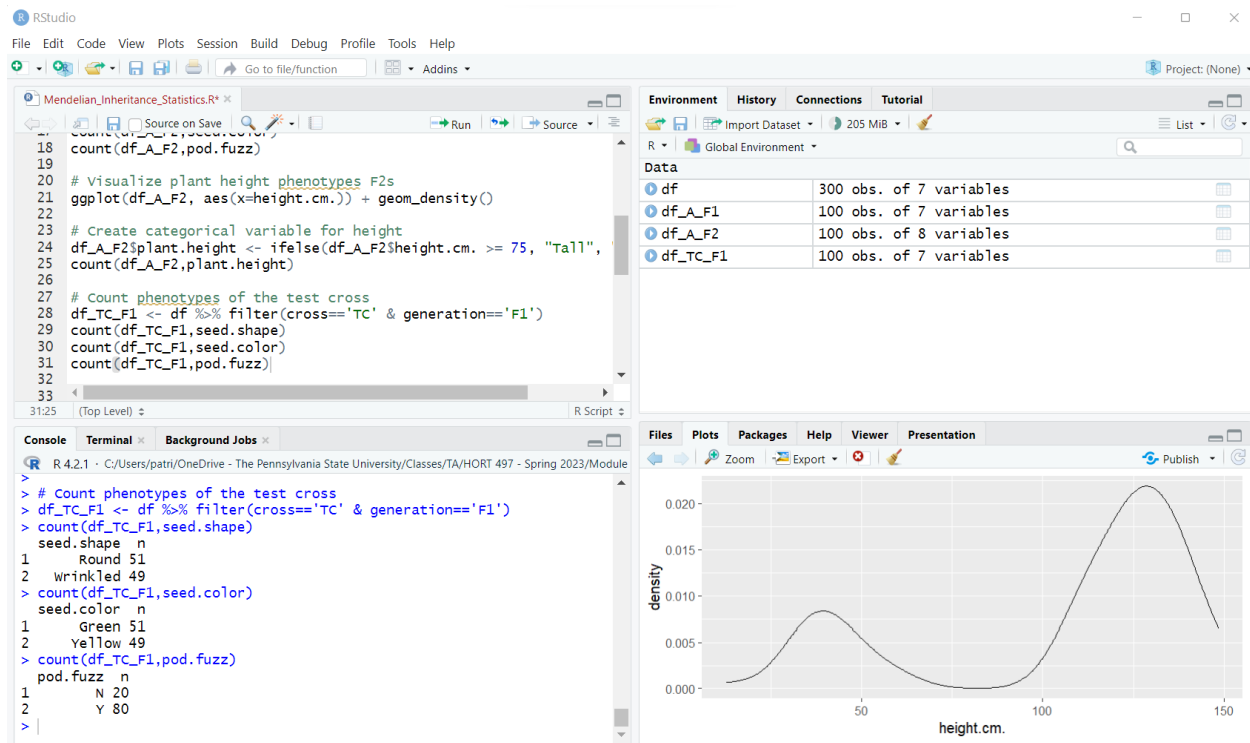 RStudio
File Edit Code View Plots Session Build Debug Profile Tools Help
Go to file/function
Addins
Project: (None)
Mendelian_Inheritance_Statistics.R*
Source on Save
Run
Source
count(df_A_F2,seed.color)
18 count(df_A_F2,pod.fuzz)
19
20 # Visualize plant height phenotypes F2s
21 ggplot(df_A_F2, aes(x=height.cm.)) + geom_density()
22
23 # Create categorical variable for height
24 df_A_F2$plant.height <- ifelse(df_A_F2$height.cm. >= 75, "Tall",
25 count(df_A_F2,plant.height)
26
27 # Count phenotypes of the test cross
28 df_TC_F1 <- df %>% filter(cross=='TC' & generation=='F1')
29 count(df_TC_F1,seed.shape)
30 count(df_TC_F1,seed.color)
31 count(df_TC_F1,pod.fuzz)
32
33
31:25 (Top Level) R Script
Console Terminal Background Jobs
R 4.2.1 · C:/Users/patri/OneDrive - The Pennsylvania State University/Classes/TA/HORT 497 - Spring 2023/Module
>
> # Count phenotypes of the test cross
> df_TC_F1 <- df %>% filter(cross=='TC' & generation=='F1')
> count(df_TC_F1,seed.shape)
seed.shape n
1 Round 51
2 Wrinkled 49
> count(df_TC_F1,seed.color)
seed.color n
1 Green 51
2 Yellow 49
> count(df_TC_F1,pod.fuzz)
pod.fuzz n
1 N 20
2 Y 80
>
Environment History Connections Tutorial
Import Dataset 205 MiB List
R Global Environment
Data
df 300 obs. of 7 variables
df_A_F1 100 obs. of 7 variables
df_A_F2 100 obs. of 8 variables
df_TC_F1 100 obs. of 7 variables
Files Plots Packages Help Viewer Presentation
Zoom Export Publish
0.020
0.015
0.010
0.005
0.000
density
50 100 150
height.cm.